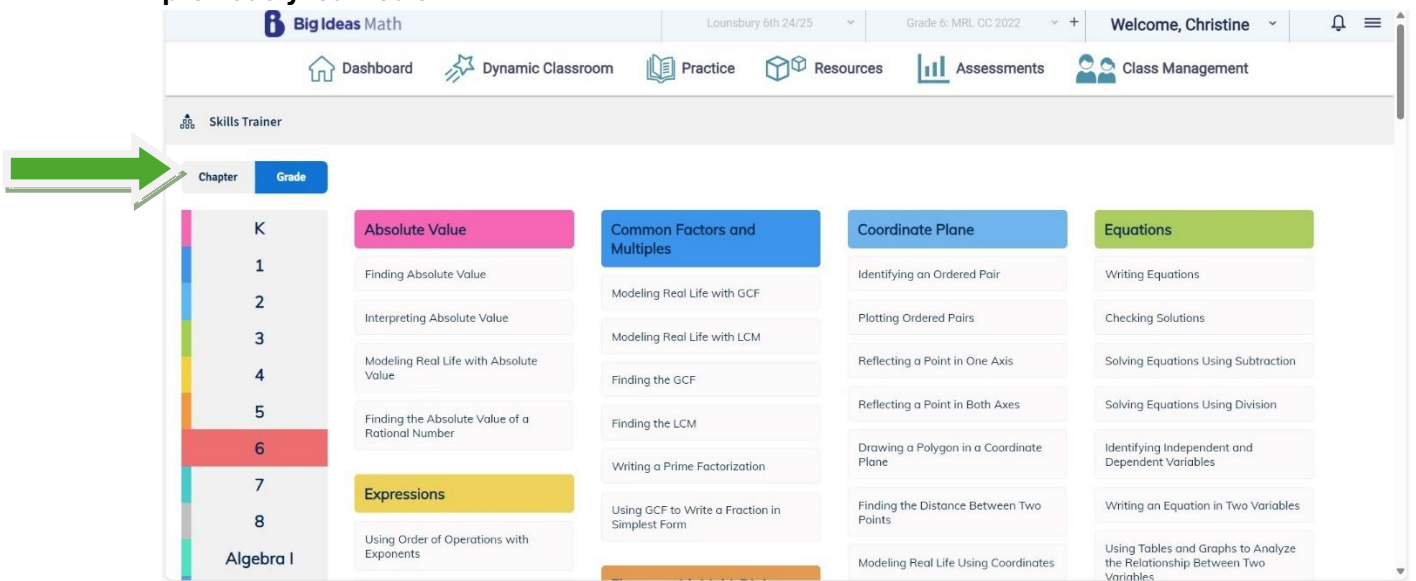 Big Ideas Math
Lounsbury 6th 24/25
Grade 6: MRL CC 2022
+
Welcome, Christine
Dashboard
Dynamic Classroom
Practice
Resources
Assessments
Class Management
Skills Trainer
Chapter
Grade
K
1
2
3
4
5
6
7
8
Algebra I
Absolute Value
Finding Absolute Value
Interpreting Absolute Value
Modeling Real Life with Absolute
Value
Finding the Absolute Value of a
Rational Number
Expressions
Using Order of Operations with
Exponents
Common Factors and
Multiples
Modeling Real Life with GCF
Modeling Real Life with LCM
Finding the GCF
Finding the LCM
Writing a Prime Factorization
Using GCF to Write a Fraction in
Simplest Form
Coordinate Plane
Identifying an Ordered Pair
Plotting Ordered Pairs
Reflecting a Point in One Axis
Reflecting a Point in Both Axes
Drawing a Polygon in a Coordinate
Plane
Finding the Distance Between Two
Points
Modeling Real Life Using Coordinates
Equations
Writing Equations
Checking Solutions
Solving Equations Using Subtraction
Solving Equations Using Division
Identifying Independent and
Dependent Variables
Writing an Equation in Two Variables
Using Tables and Graphs to Analyze
the Relationship Between Two
Variables